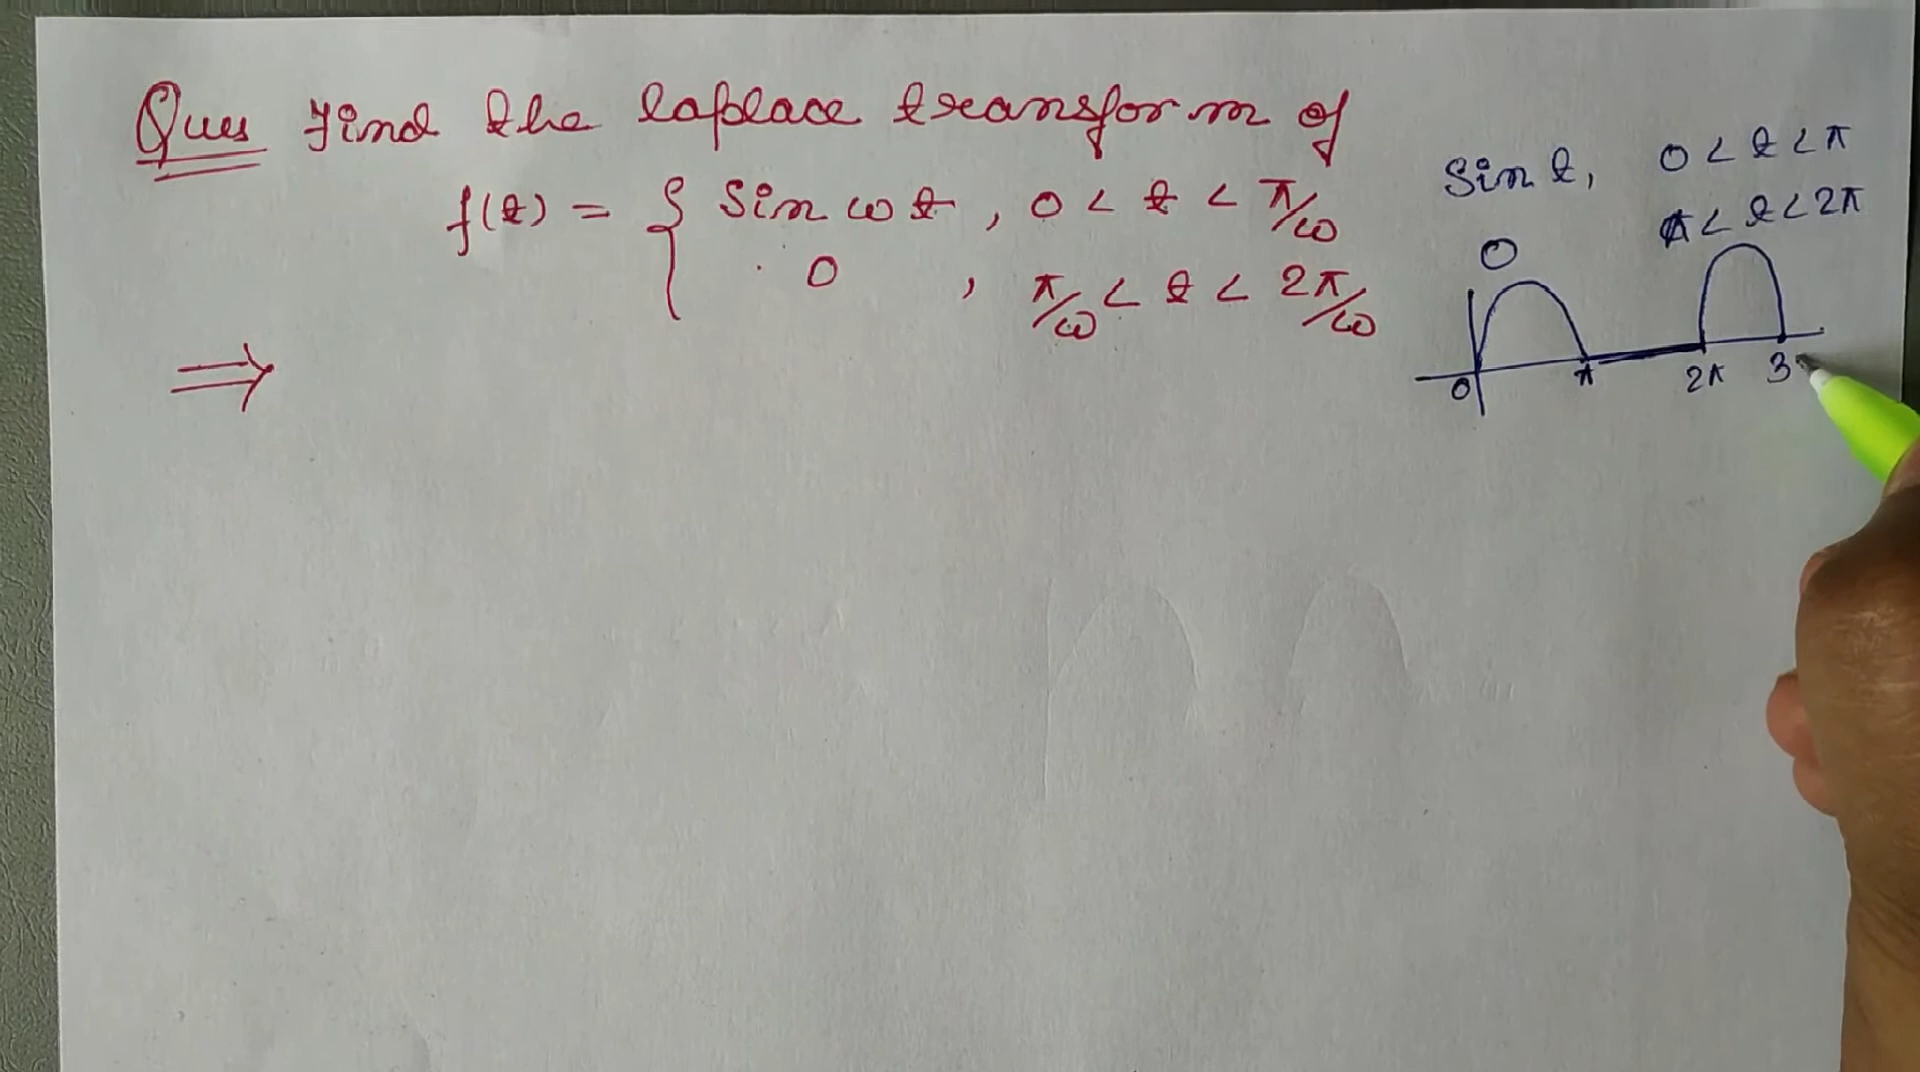 Ques Find the laplace transform of
f(t) = { sin ωt , 0 < t < π/ω
0 , π/ω < t < 2π/ω
⇒
sin t, 0 < t < π
0 π < t < 2π
0 π 2π 3